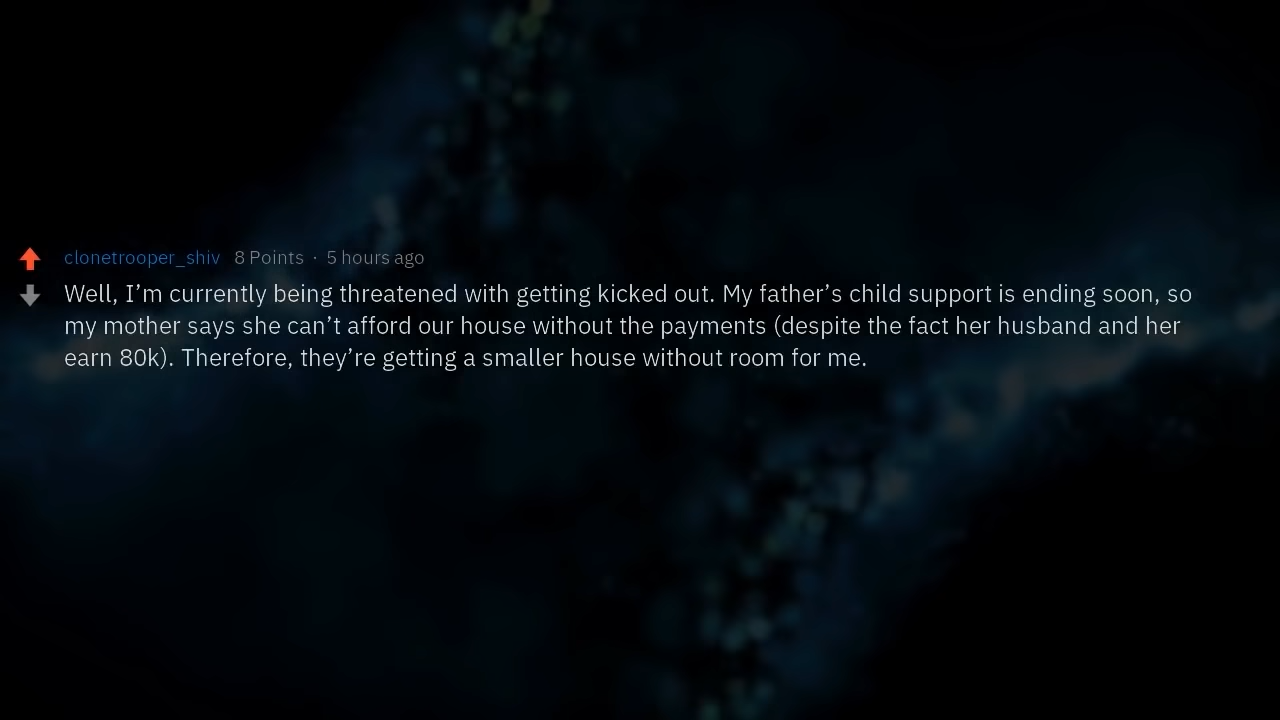 clonetrooper_shiv 8 Points · 5 hours ago
Well, I’m currently being threatened with getting kicked out. My father’s child support is ending soon, so
my mother says she can’t afford our house without the payments (despite the fact her husband and her
earn 80k). Therefore, they’re getting a smaller house without room for me.